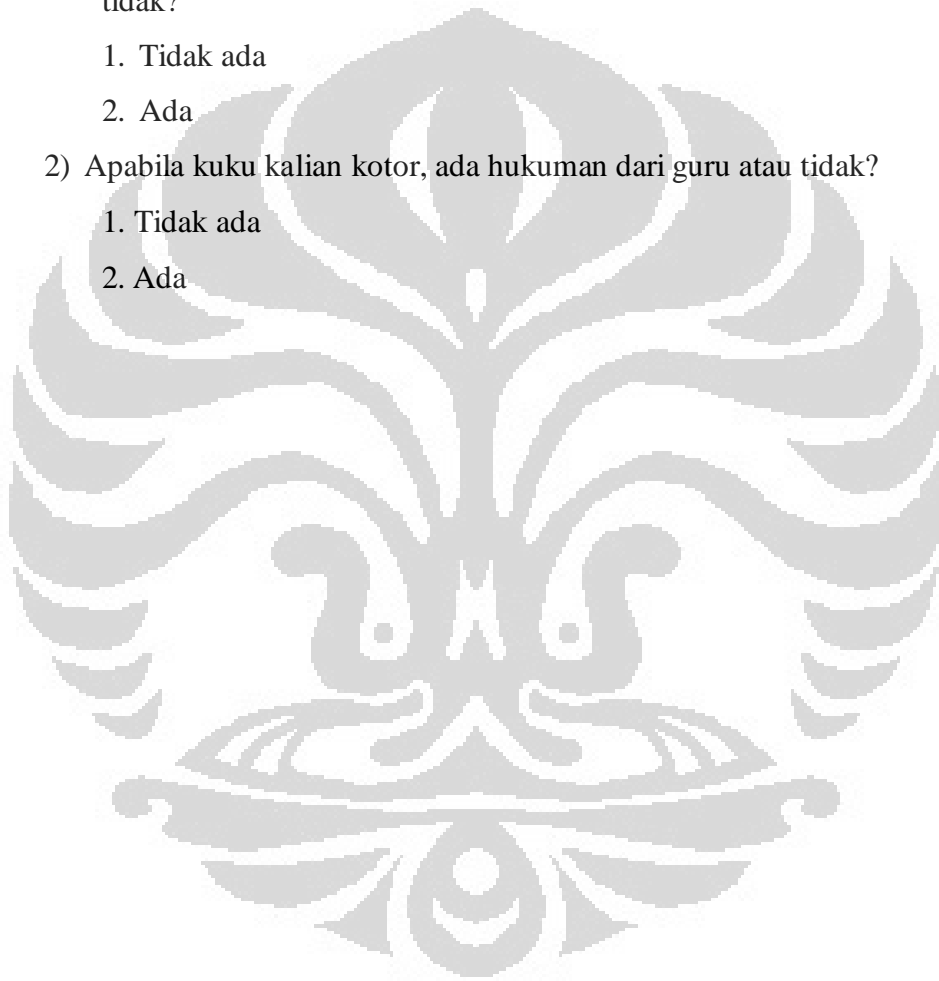 tidak?
1. Tidak ada
2. Ada
2) Apabila kuku kalian kotor, ada hukuman dari guru atau tidak?
1. Tidak ada
2. Ada